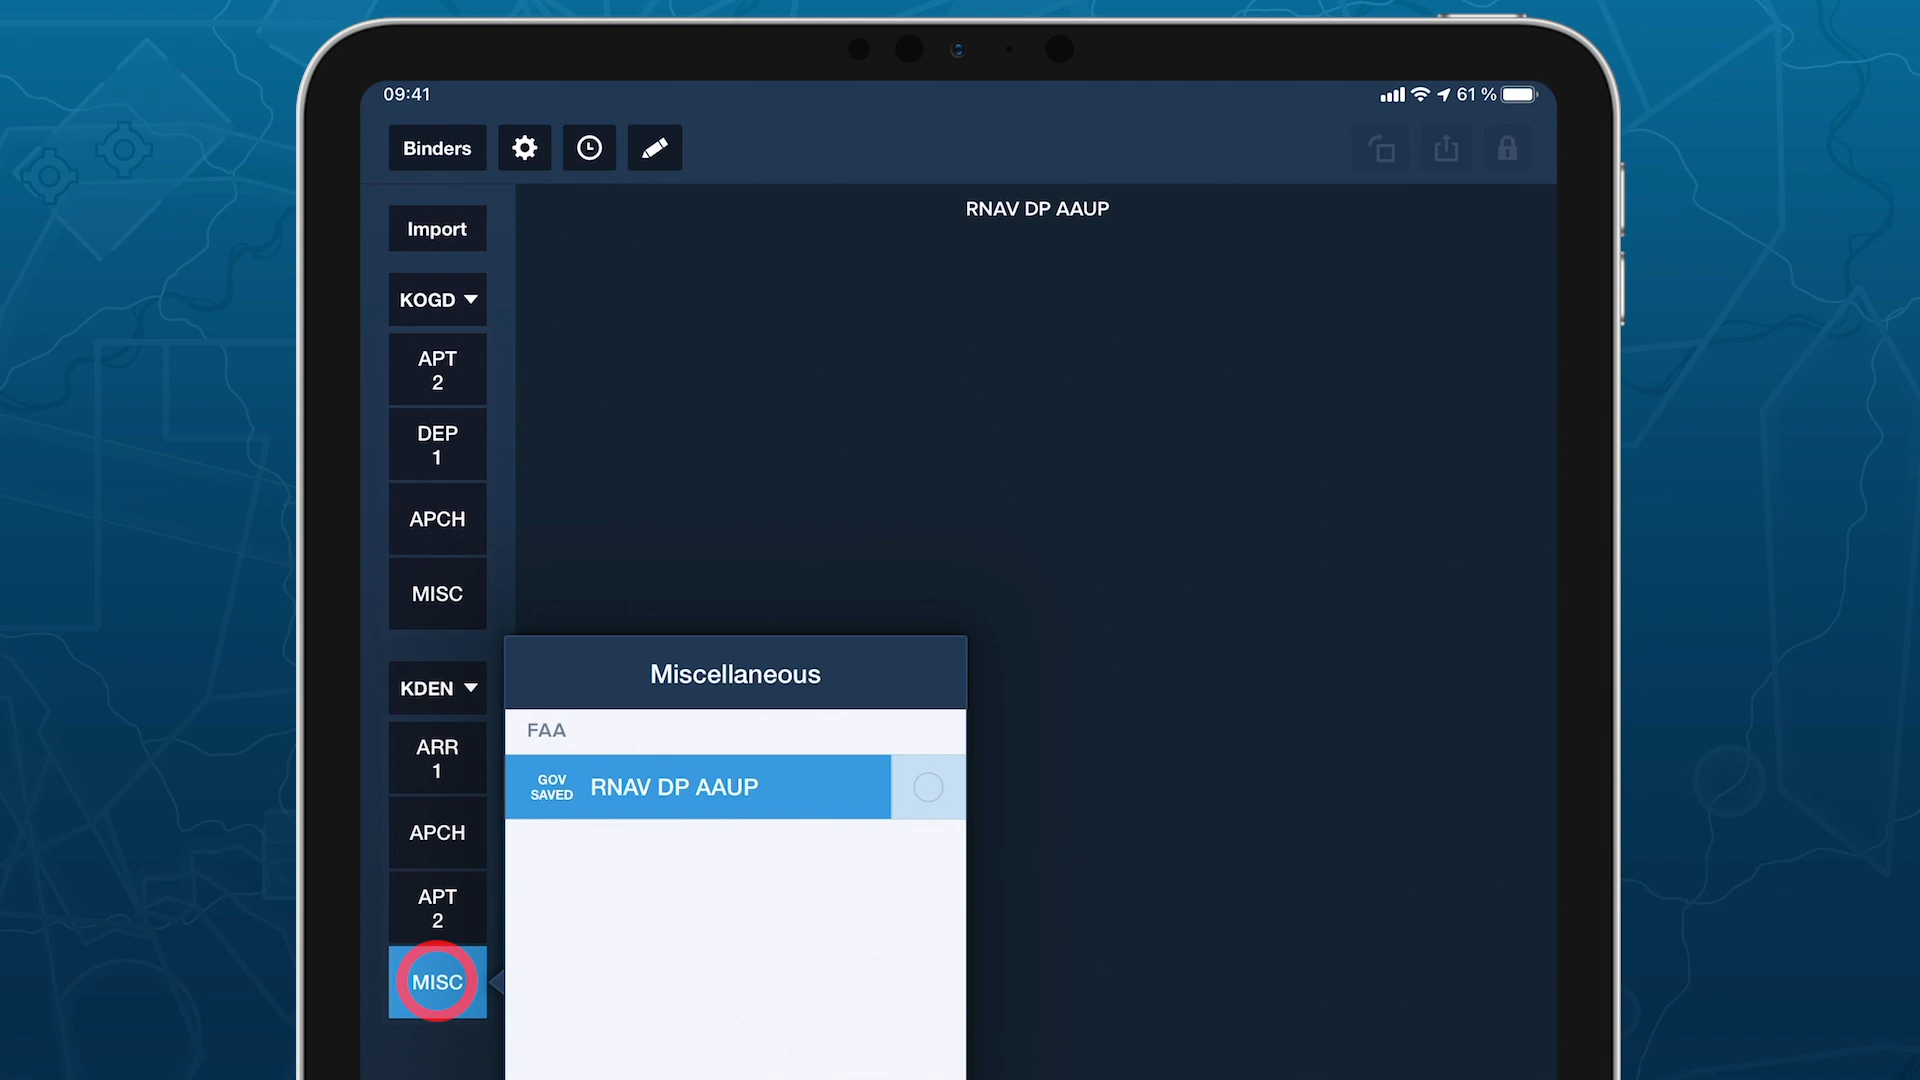 09:41
61 %
Binders
Import
RNAV DP AAUP
KOGD
APT
2
DEP
1
APCH
MISC
KDEN
ARR
1
APCH
APT
2
MISC
Miscellaneous
FAA
GOV
SAVED
RNAV DP AAUP